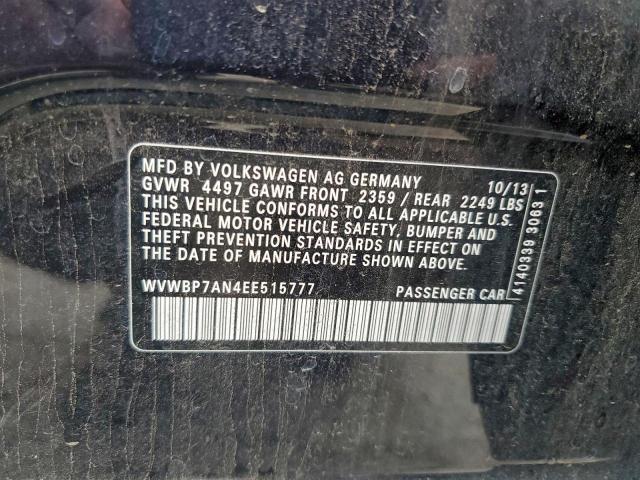 MFD BY VOLKSWAGEN AG GERMANY 10/13
GVWR 4497 GAWR FRONT 2359 / REAR 2249 LBS
THIS VEHICLE CONFORMS TO ALL APPLICABLE U.S.
FEDERAL MOTOR VEHICLE SAFETY, BUMPER AND
THEFT PREVENTION STANDARDS IN EFFECT ON
THE DATE OF MANUFACTURE SHOWN ABOVE.
WVWBP7AN4EE515777 PASSENGER CAR
4140339 3063 1